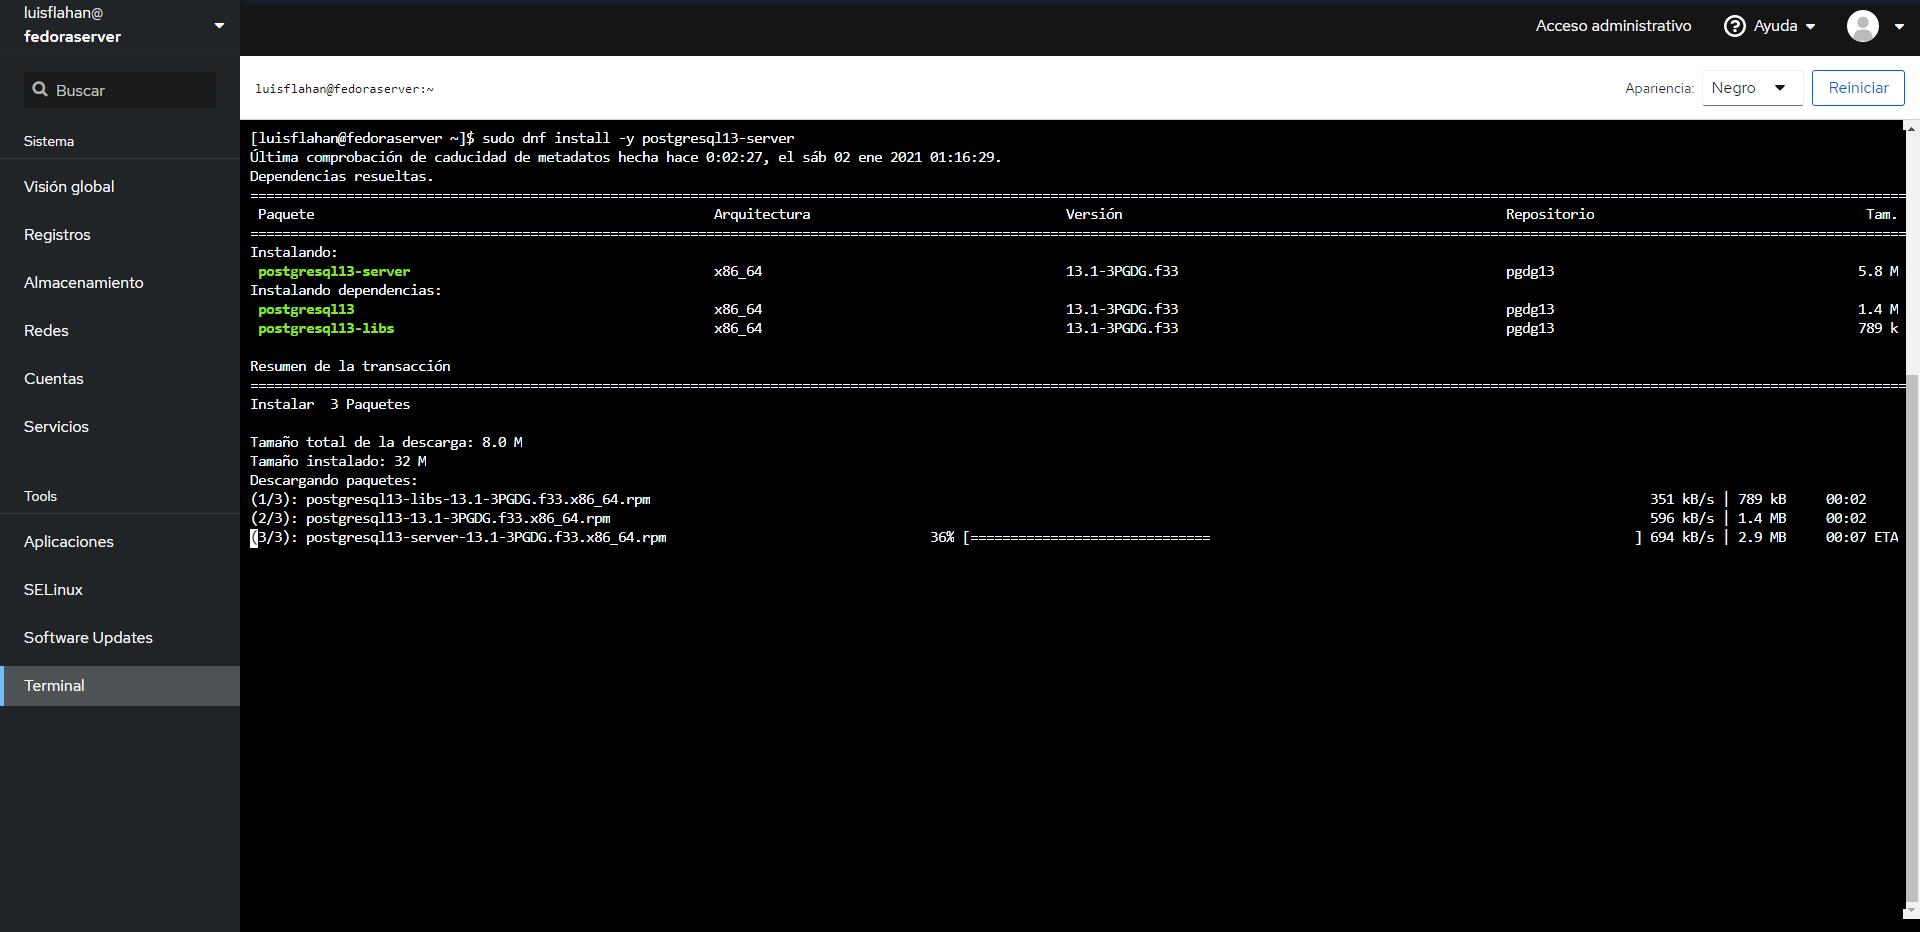 luisflahan@
fedoraserver
Acceso administrativo
Ayuda
Buscar
luisflahan@fedoraserver:~
Apariencia:
Negro
Reiniciar
Sistema
Visión global
Registros
Almacenamiento
Redes
Cuentas
Servicios
Tools
Aplicaciones
SELinux
Software Updates
Terminal
[luisflahan@fedoraserver ~]$ sudo dnf install -y postgresql13-server
Última comprobación de caducidad de metadatos hecha hace 0:02:27, el sáb 02 ene 2021 01:16:29.
Dependencias resueltas.
Paquete Arquitectura Versión Repositorio Tam.
Instalando:
postgresql13-server x86_64 13.1-3PGDG.f33 pgdg13 5.8 M
Instalando dependencias:
postgresql13 x86_64 13.1-3PGDG.f33 pgdg13 1.4 M
postgresql13-libs x86_64 13.1-3PGDG.f33 pgdg13 789 k
Resumen de la transacción
Instalar 3 Paquetes
Tamaño total de la descarga: 8.0 M
Tamaño instalado: 32 M
Descargando paquetes:
(1/3): postgresql13-libs-13.1-3PGDG.f33.x86_64.rpm 351 kB/s | 789 kB 00:02
(2/3): postgresql13-13.1-3PGDG.f33.x86_64.rpm 596 kB/s | 1.4 MB 00:02
(3/3): postgresql13-server-13.1-3PGDG.f33.x86_64.rpm 36% [============================== ] 694 kB/s | 2.9 MB 00:07 ETA